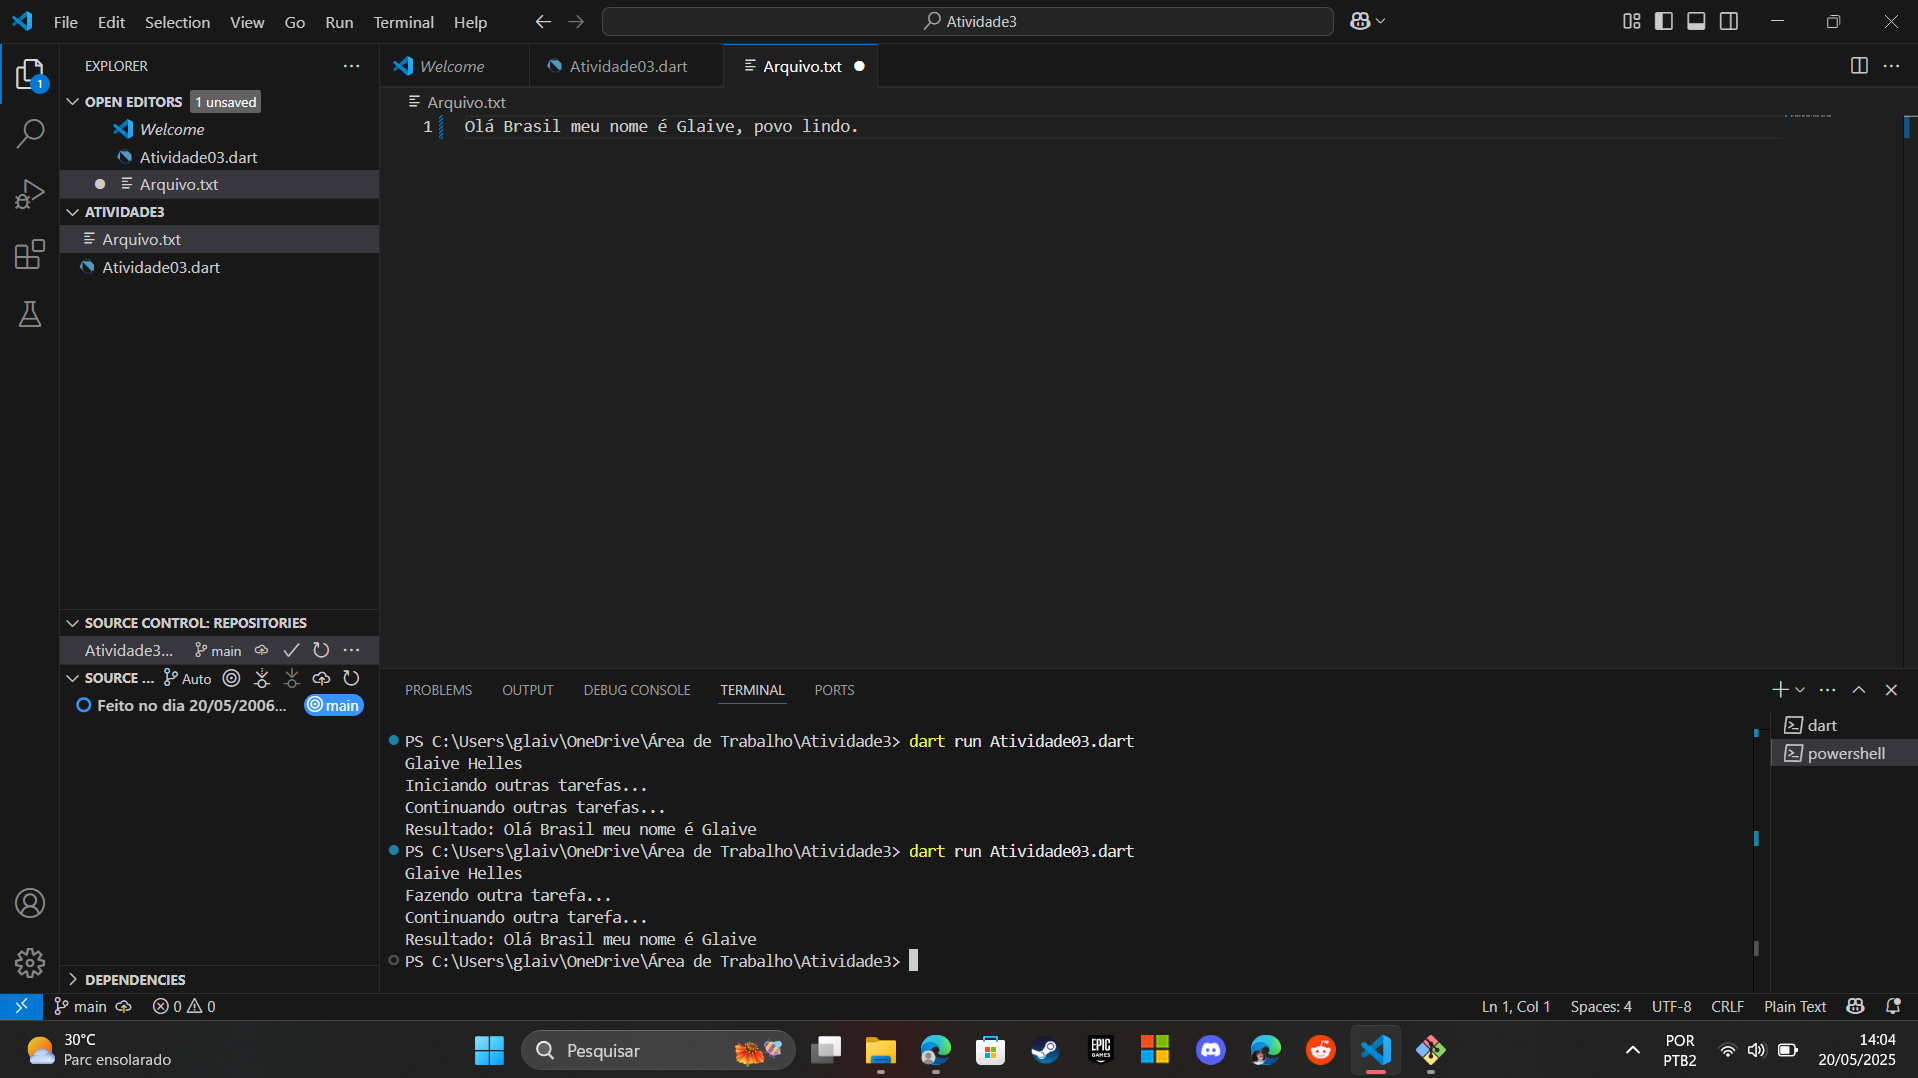 File Edit Selection View Go Run Terminal Help
Atividade3
EXPLORER
1
OPEN EDITORS 1 unsaved
Welcome
Atividade03.dart
Arquivo.txt
ATIVIDADE3
Arquivo.txt
Atividade03.dart
SOURCE CONTROL: REPOSITORIES
Atividade3... main
SOURCE ... Auto
Feito no dia 20/05/2006... main
DEPENDENCIES
Welcome Atividade03.dart Arquivo.txt
Arquivo.txt
1 Olá Brasil meu nome é Glaive, povo lindo.
PROBLEMS OUTPUT DEBUG CONSOLE TERMINAL PORTS
PS C:\Users\glaiv\OneDrive\Área de Trabalho\Atividade3> dart run Atividade03.dart
Glaive Helles
Iniciando outras tarefas...
Continuando outras tarefas...
Resultado: Olá Brasil meu nome é Glaive
PS C:\Users\glaiv\OneDrive\Área de Trabalho\Atividade3> dart run Atividade03.dart
Glaive Helles
Fazendo outra tarefa...
Continuando outra tarefa...
Resultado: Olá Brasil meu nome é Glaive
PS C:\Users\glaiv\OneDrive\Área de Trabalho\Atividade3>
dart
powershell
main 0 0 Ln 1, Col 1 Spaces: 4 UTF-8 CRLF Plain Text
30°C
Parc ensolarado
Pesquisar
EPIC GAMES
POR
PTB2
14:04
20/05/2025